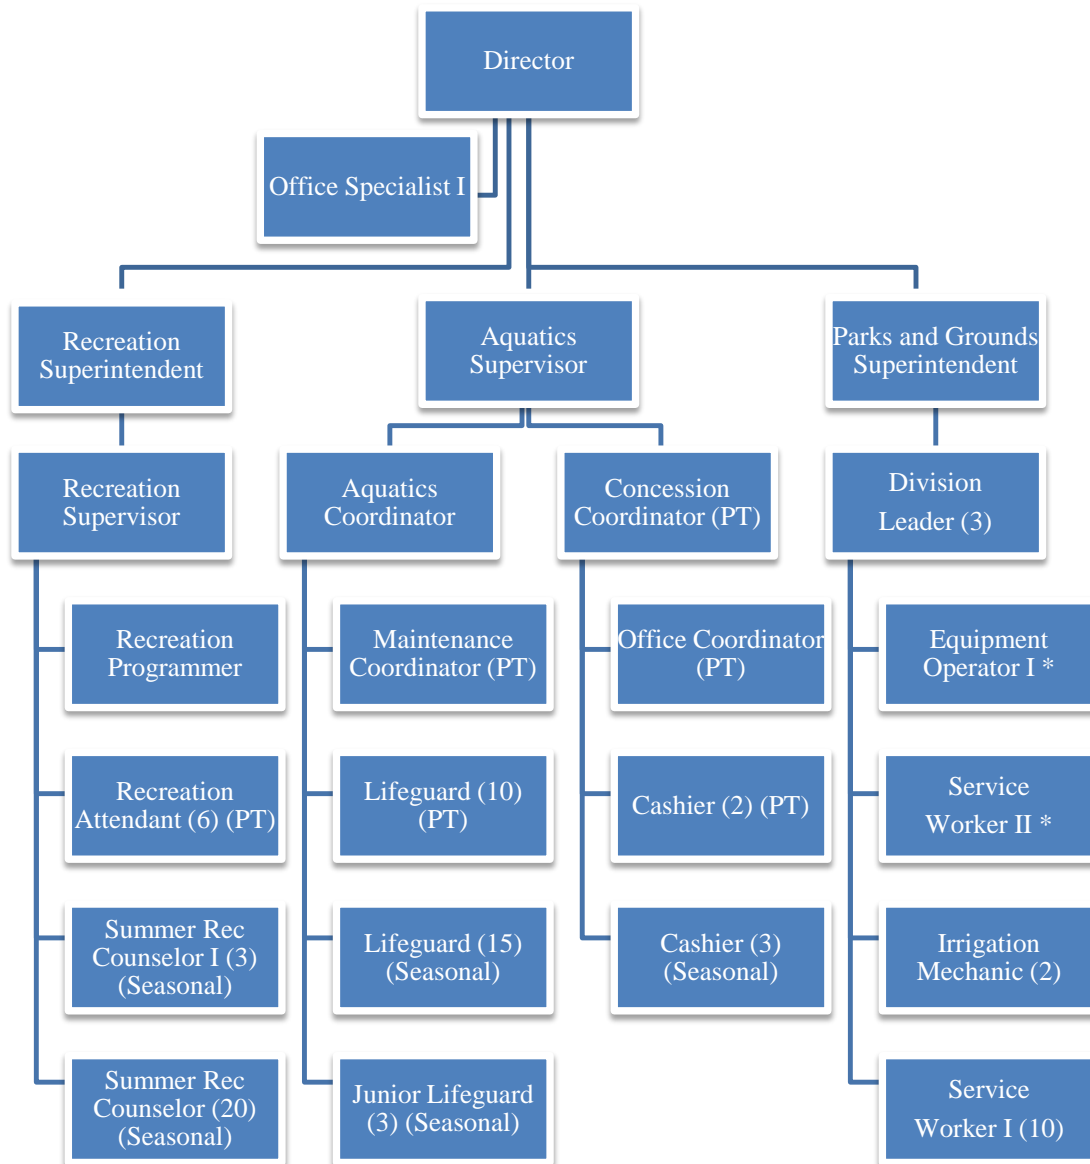 Director
Office Specialist I
Recreation
Superintendent
Aquatics
Supervisor
Parks and Grounds
Superintendent
Recreation
Supervisor
Aquatics
Coordinator
Concession
Coordinator (PT)
Division
Leader (3)
Recreation
Programmer
Maintenance
Coordinator (PT)
Office Coordinator
(PT)
Equipment
Operator I *
Recreation
Attendant (6) (PT)
Lifeguard (10)
(PT)
Cashier (2) (PT)
Service
Worker II *
Summer Rec
Counselor I (3)
(Seasonal)
Lifeguard (15)
(Seasonal)
Cashier (3)
(Seasonal)
Irrigation
Mechanic (2)
Summer Rec
Counselor (20)
(Seasonal)
Junior Lifeguard
(3) (Seasonal)
Service
Worker I (10)